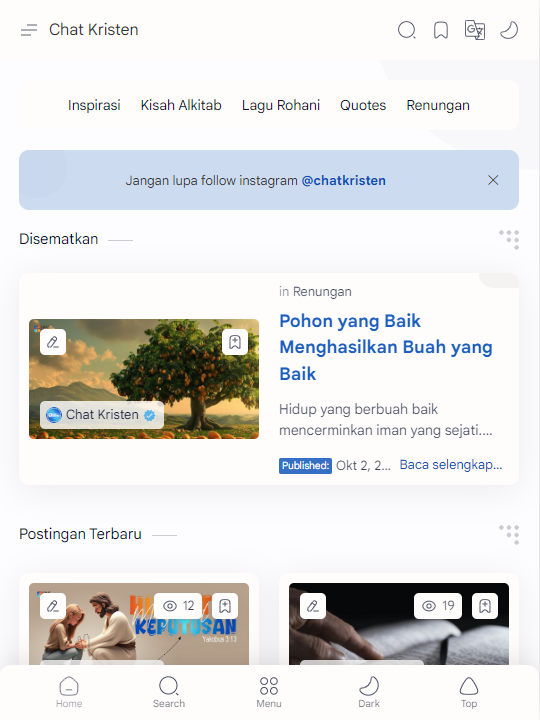 Chat Kristen
Inspirasi Kisah Alkitab Lagu Rohani Quotes Renungan
Jangan lupa follow instagram @chatkristen
Disematkan
in Renungan
Pohon yang Baik
Menghasilkan Buah yang
Baik
Chat Kristen
Hidup yang berbuah baik
mencerminkan iman yang sejati....
Published: Okt 2, 2... Baca selengkap...
Postingan Terbaru
12
KEPUTUSAN
Yakobus 3:13
19
Home Search Menu Dark Top